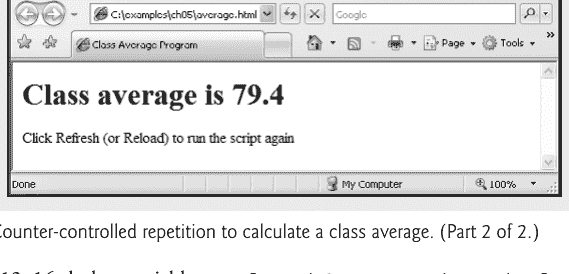 C:\examples\ch05\average.html
Google
Class Average Program
Page
Tools
Class average is 79.4
Click Refresh (or Reload) to run the script again
Done
My Computer
100%
Counter-controlled repetition to calculate a class average. (Part 2 of 2.)